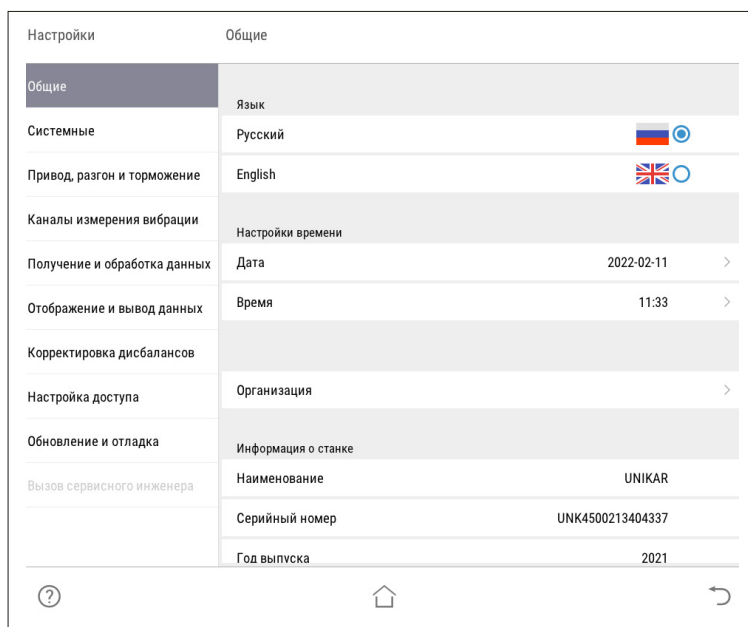 Настройки
Общие
Общие
Системные
Привод, разгон и торможение
Каналы измерения вибрации
Получение и обработка данных
Отображение и вывод данных
Корректировка дисбалансов
Настройка доступа
Обновление и отладка
Вызов сервисного инженера
Язык
Русский
English
Настройки времени
Дата 2022-02-11
Время 11:33
Организация
Информация о станке
Наименование UNIKAR
Серийный номер UNK4500213404337
Год выпуска 2021
?